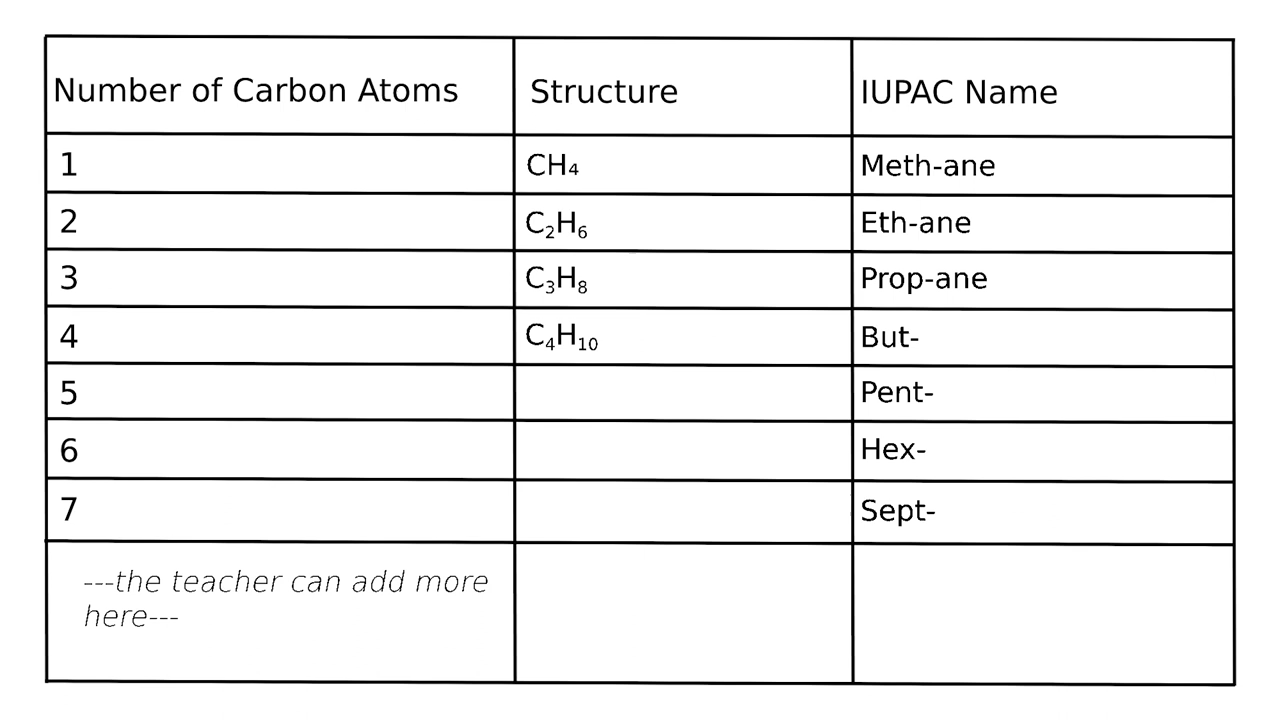 Number of Carbon Atoms Structure IUPAC Name
1 CH₄ Meth-ane
2 C₂H₆ Eth-ane
3 C₃H₈ Prop-ane
4 C₄H₁₀ But-
5 Pent-
6 Hex-
7 Sept-
---the teacher can add more
here---